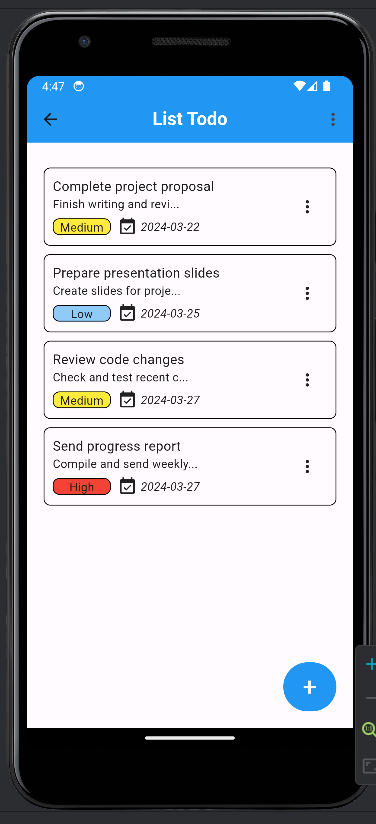 4:47
List Todo
Complete project proposal
Finish writing and revi...
Medium 2024-03-22
Prepare presentation slides
Create slides for proje...
Low 2024-03-25
Review code changes
Check and test recent c...
Medium 2024-03-27
Send progress report
Compile and send weekly...
High 2024-03-27